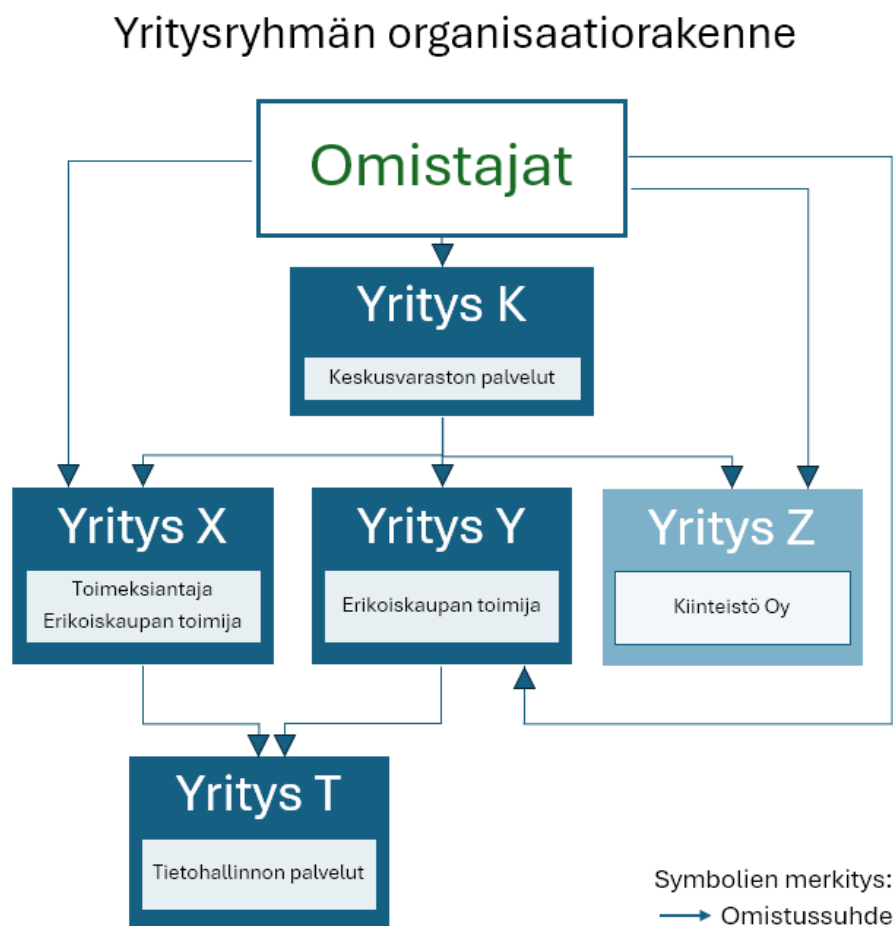 Yritysryhmän organisaatiorakenne
Omistajat
Yritys K
Keskusvaraston palvelut
Yritys X
Toimeksiantaja
Erikoiskaupan toimija
Yritys Y
Erikoiskaupan toimija
Yritys Z
Kiinteistö Oy
Yritys T
Tietohallinnon palvelut
Symbolien merkitys:
Omistussuhde